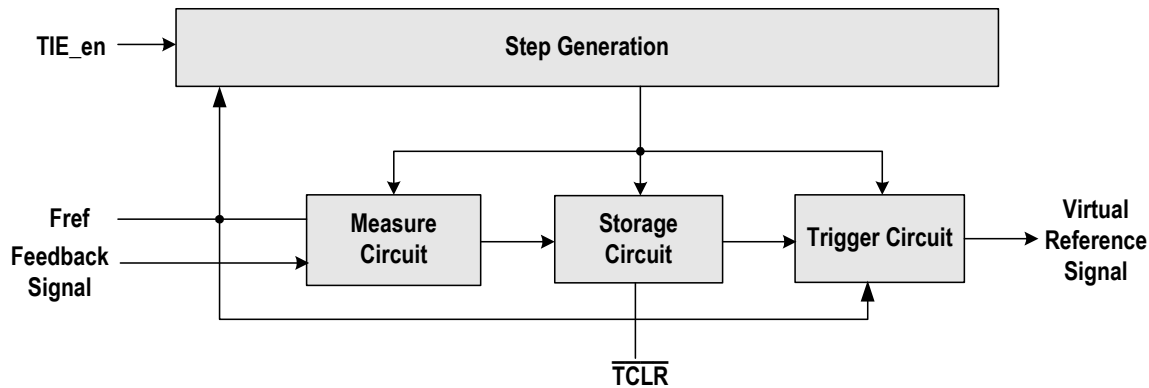 TIE_en
Step Generation
Fref
Feedback
Signal
Measure
Circuit
Storage
Circuit
Trigger Circuit
Virtual
Reference
Signal
TCLR